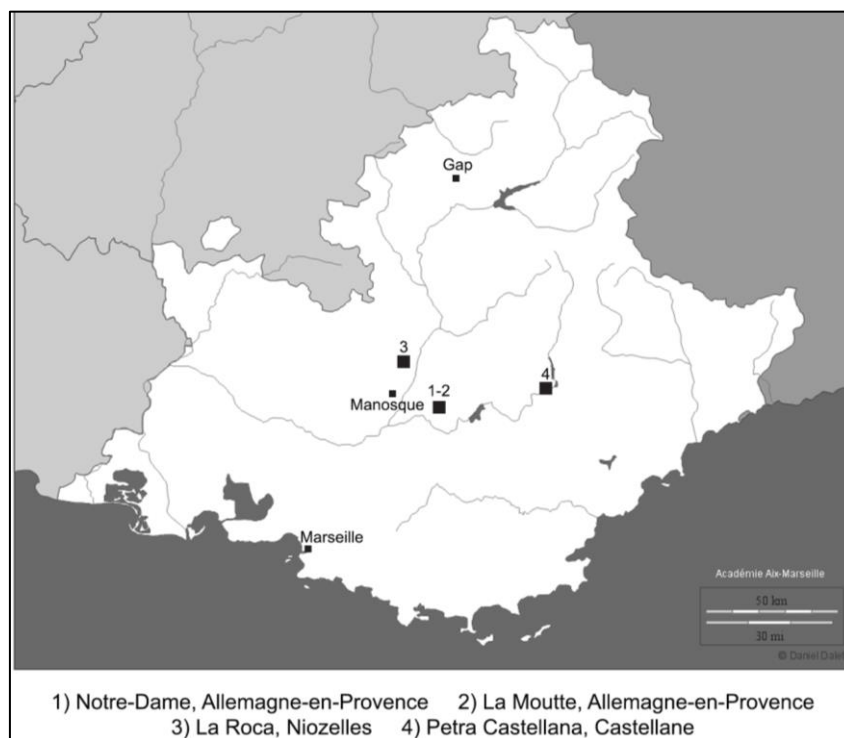 Gap
3
4
1-2
Manosque
Marseille
Académie Aix-Marseille
50 km
30 mi
© Daniel Dalet
1) Notre-Dame, Allemagne-en-Provence 2) La Moutte, Allemagne-en-Provence
3) La Roca, Niozelles 4) Petra Castellana, Castellane